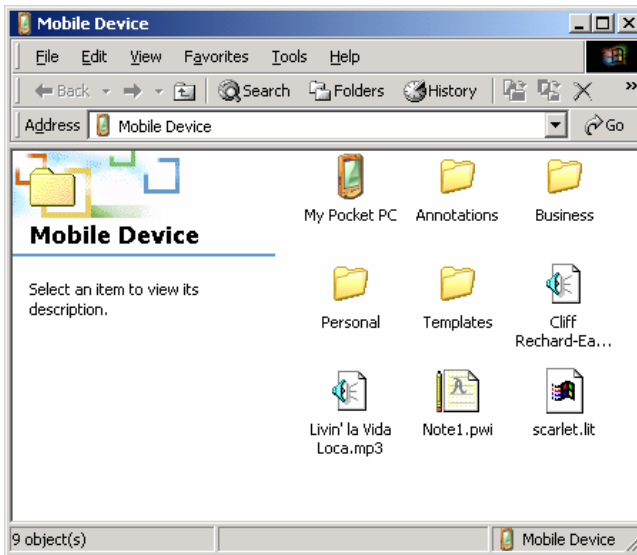 Mobile Device
File Edit View Favorites Tools Help
Back Search Folders History »
Address Mobile Device Go
Mobile Device
Select an item to view its
description.
My Pocket PC Annotations Business
Personal Templates Cliff
Rechard-Ea...
Livin' la Vida
Loca.mp3 Note1.pwi scarlet.lit
9 object(s) Mobile Device